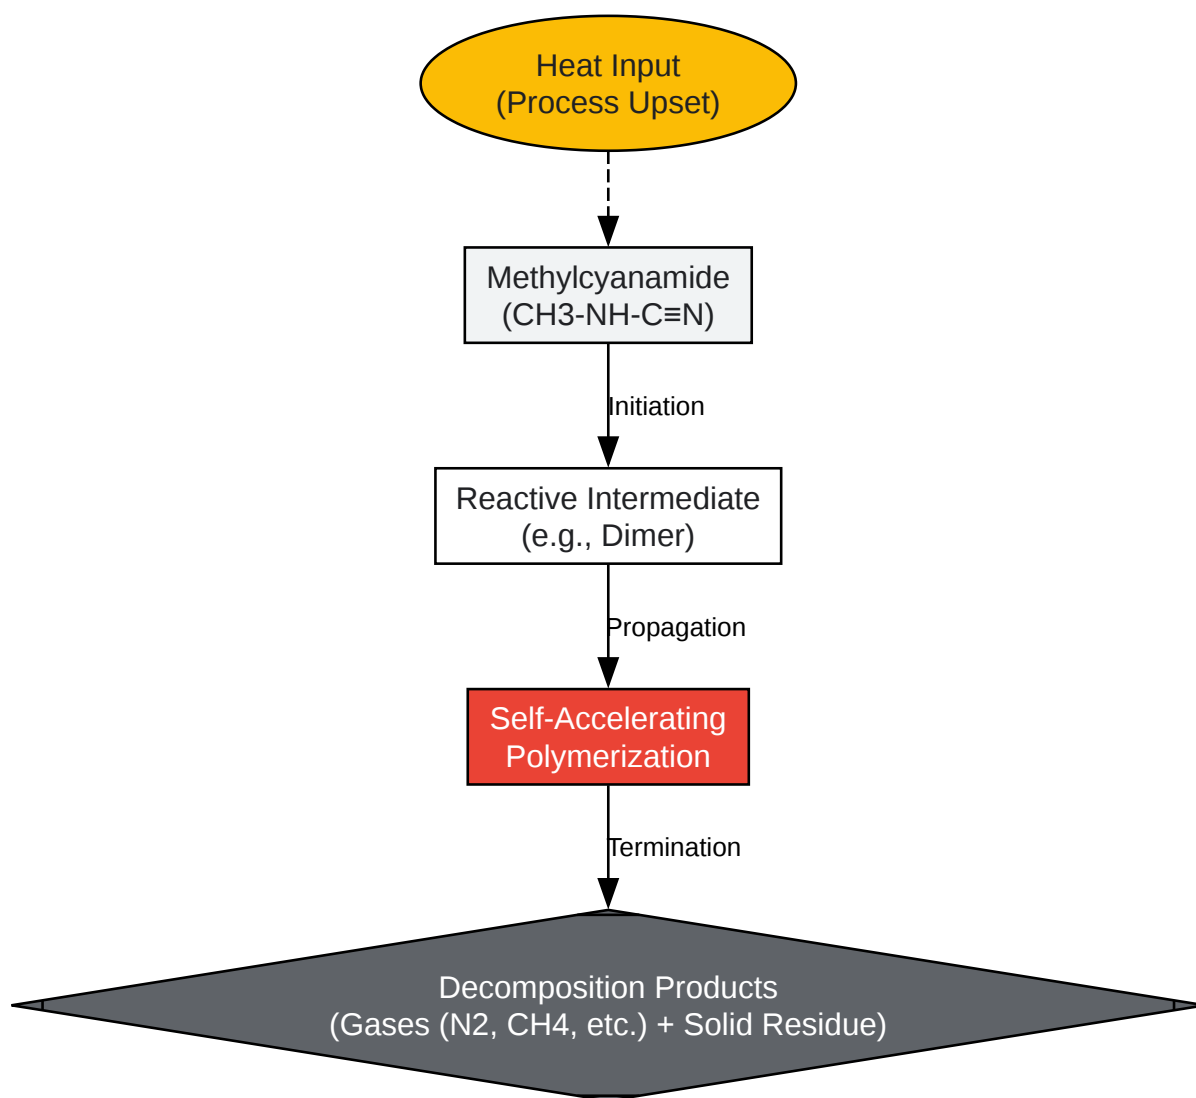 Heat Input
(Process Upset)
Methylcyanamide
(CH3-NH-C≡N)
Initiation
Reactive Intermediate
(e.g., Dimer)
Propagation
Self-Accelerating
Polymerization
Termination
Decomposition Products
(Gases (N2, CH4, etc.) + Solid Residue)